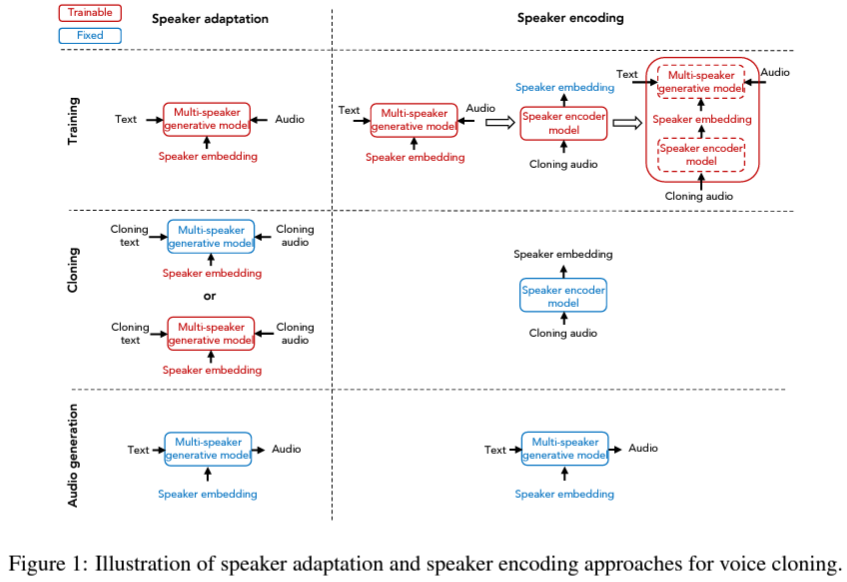 Trainable
Fixed
Speaker adaptation
Speaker encoding
Training
Text
Multi-speaker
generative model
Audio
Speaker embedding
Text
Multi-speaker
generative model
Audio
Speaker embedding
Speaker embedding
Speaker encoder
model
Cloning audio
Text
Multi-speaker
generative model
Audio
Speaker embedding
Speaker encoder
model
Cloning audio
Cloning
Cloning
text
Multi-speaker
generative model
Cloning
audio
Speaker embedding
or
Cloning
text
Multi-speaker
generative model
Cloning
audio
Speaker embedding
Speaker embedding
Speaker encoder
model
Cloning audio
Audio generation
Text
Multi-speaker
generative model
Audio
Speaker embedding
Text
Multi-speaker
generative model
Audio
Speaker embedding
Figure 1: Illustration of speaker adaptation and speaker encoding approaches for voice cloning.